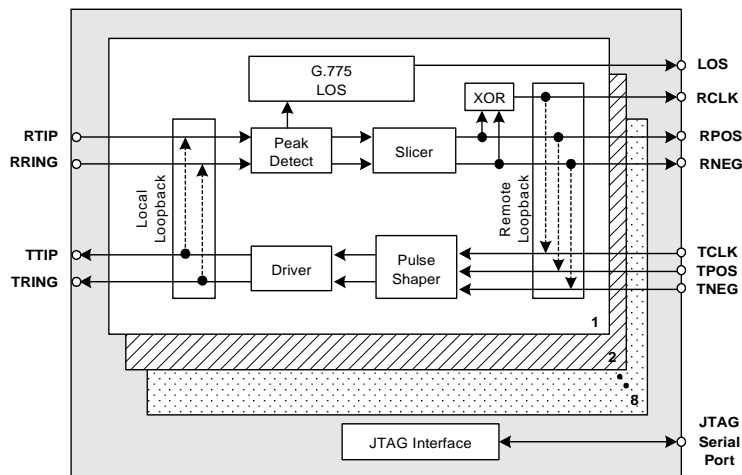 G.775
LOS
LOS
XOR
RCLK
RTIP
RRING
Peak
Detect
Slicer
RPOS
RNEG
Local
Loopback
Remote
Loopback
TTIP
TRING
Driver
Pulse
Shaper
TCLK
TPOS
TNEG
1
2
8
JTAG Interface
JTAG
Serial
Port